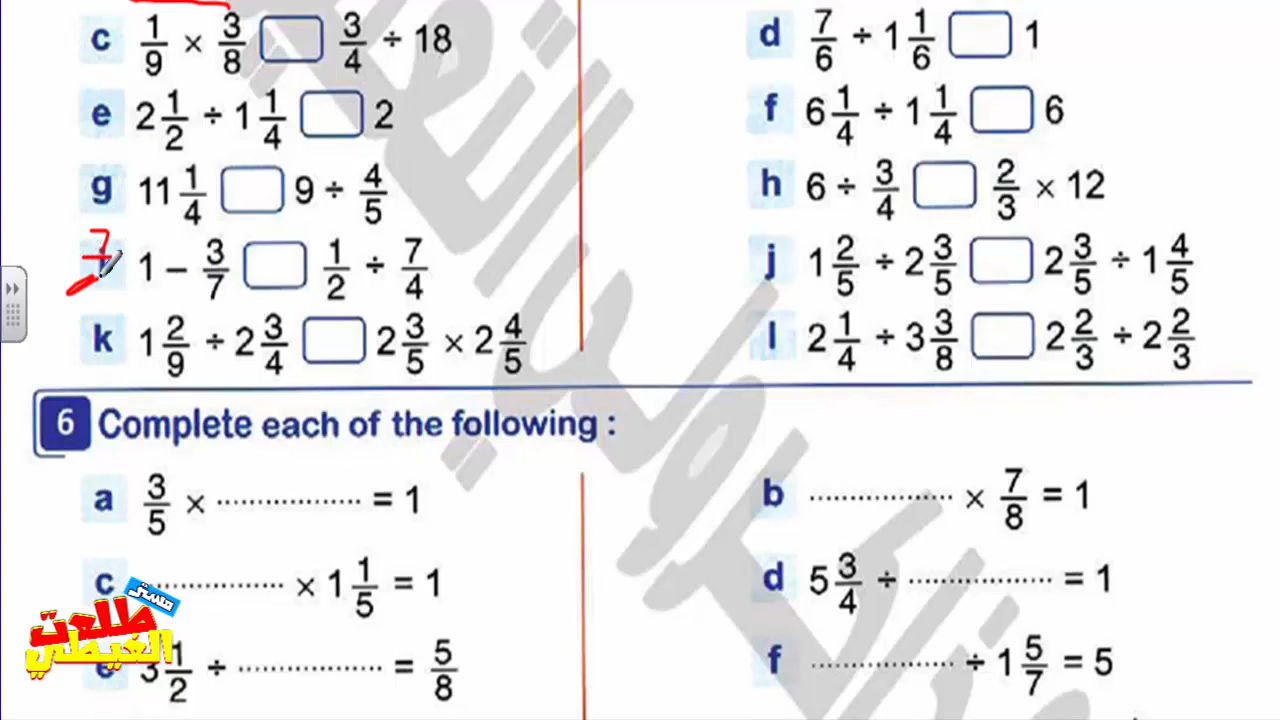 c 1/9 × 3/8 □ 3/4 ÷ 18
d 7/6 ÷ 1 1/6 □ 1
e 2 1/2 ÷ 1 1/4 □ 2
f 6 1/4 ÷ 1 1/4 □ 6
g 11 1/4 □ 9 ÷ 4/5
h 6 ÷ 3/4 □ 2/3 × 12
7
i 1 – 3/7 □ 1/2 ÷ 7/4
j 1 2/5 ÷ 2 3/5 □ 2 3/5 ÷ 1 4/5
k 1 2/9 ÷ 2 3/4 □ 2 3/5 × 2 4/5
l 2 1/4 ÷ 3 3/8 □ 2 2/3 ÷ 2 2/3
6 Complete each of the following :
a 3/5 × ................ = 1
b ................ × 7/8 = 1
c ................ × 1 1/5 = 1
d 5 3/4 ÷ ................ = 1
e 3 1/2 ÷ ................ = 5/8
f ................ ÷ 1 5/7 = 5
مستر
طلعت
الغيطي